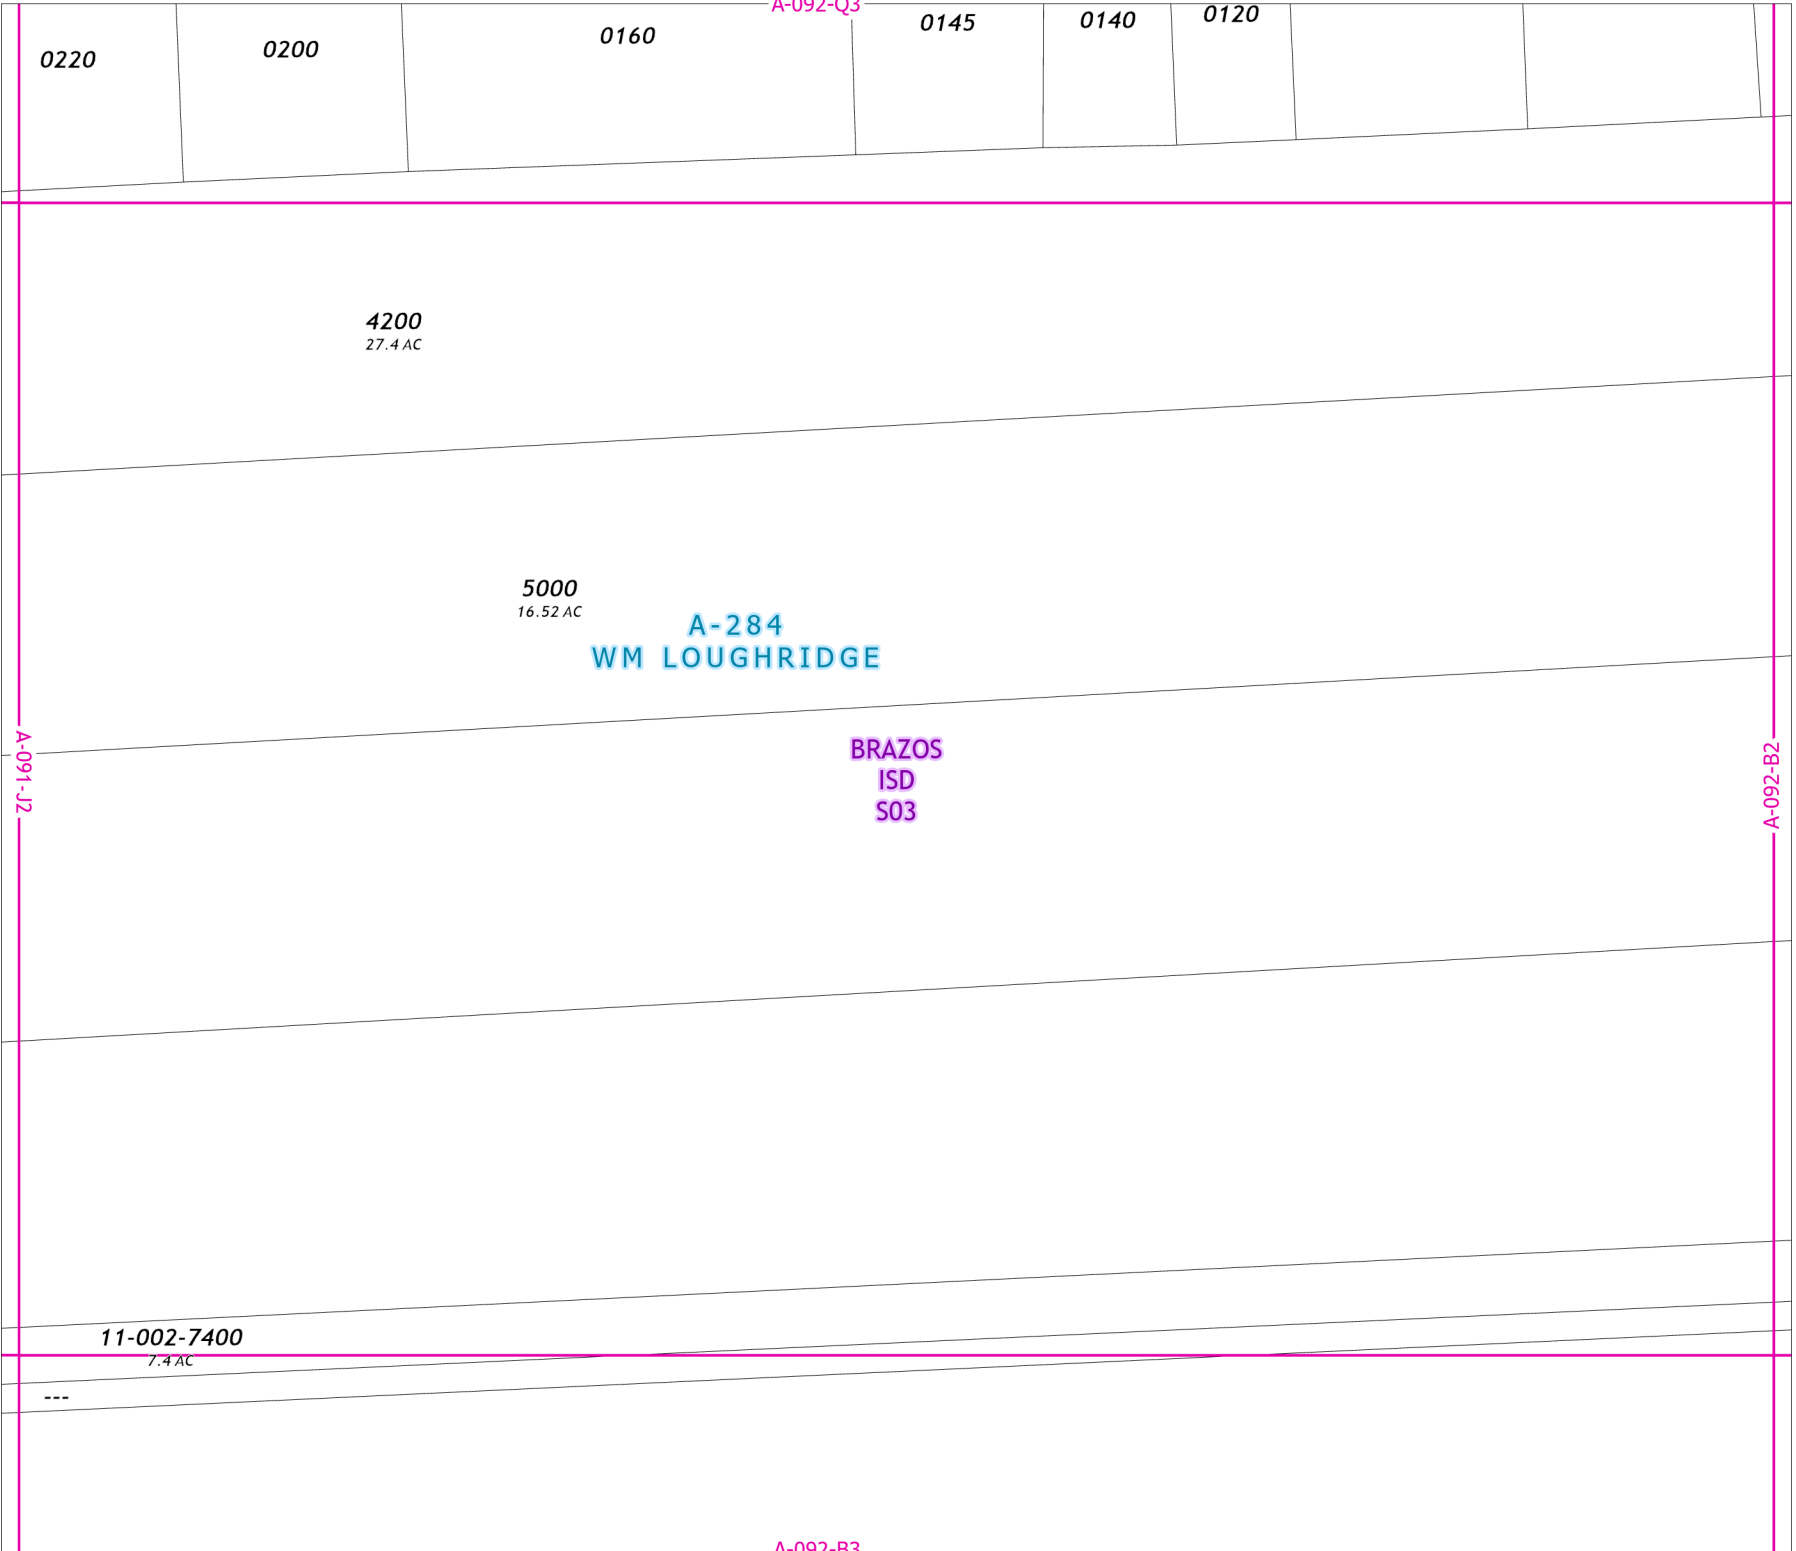 A-092-Q3
0220
0200
0160
0145
0140
0120
4200
27.4 AC
5000
16.52 AC
A-284
WM LOUGHRIDGE
BRAZOS
ISD
S03
A-091-J2
A-092-B2
11-002-7400
7.4 AC
---
A-092-B3